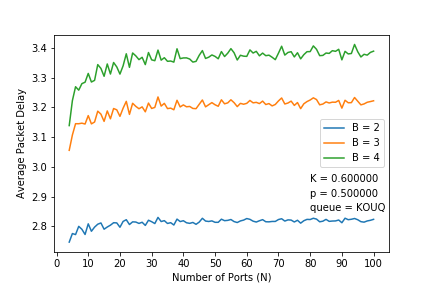 3.4
3.3
3.2
3.1
3.0
2.9
2.8
Average Packet Delay
B = 2
B = 3
B = 4
K = 0.600000
p = 0.500000
queue = KOUQ
0 10 20 30 40 50 60 70 80 90 100
Number of Ports (N)